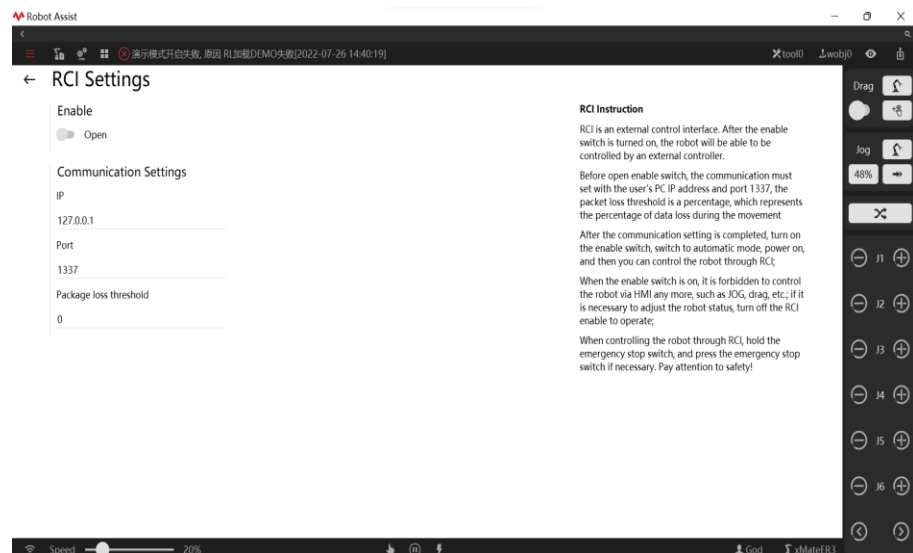 Robot Assist
演示模式开启失败, 原因 RL加载DEMO失败[2022-07-26 14:40:19]
tool0
wobj0
RCI Settings
Enable
Open
Communication Settings
IP
127.0.0.1
Port
1337
Package loss threshold
0
RCI Instruction
RCI is an external control interface. After the enable
switch is turned on, the robot will be able to be
controlled by an external controller.
Before open enable switch, the communication must
set with the user's PC IP address and port 1337, the
packet loss threshold is a percentage, which represents
the percentage of data loss during the movement
After the communication setting is completed, turn on
the enable switch, switch to automatic mode, power on,
and then you can control the robot through RCI;
When the enable switch is on, it is forbidden to control
the robot via HMI any more, such as JOG, drag, etc.; if it
is necessary to adjust the robot status, turn off the RCI
enable to operate;
When controlling the robot through RCI, hold the
emergency stop switch, and press the emergency stop
switch if necessary. Pay attention to safety!
Drag
Jog
48%
J1
J2
J3
J4
J5
J6
Speed
20%
God
xMateER3